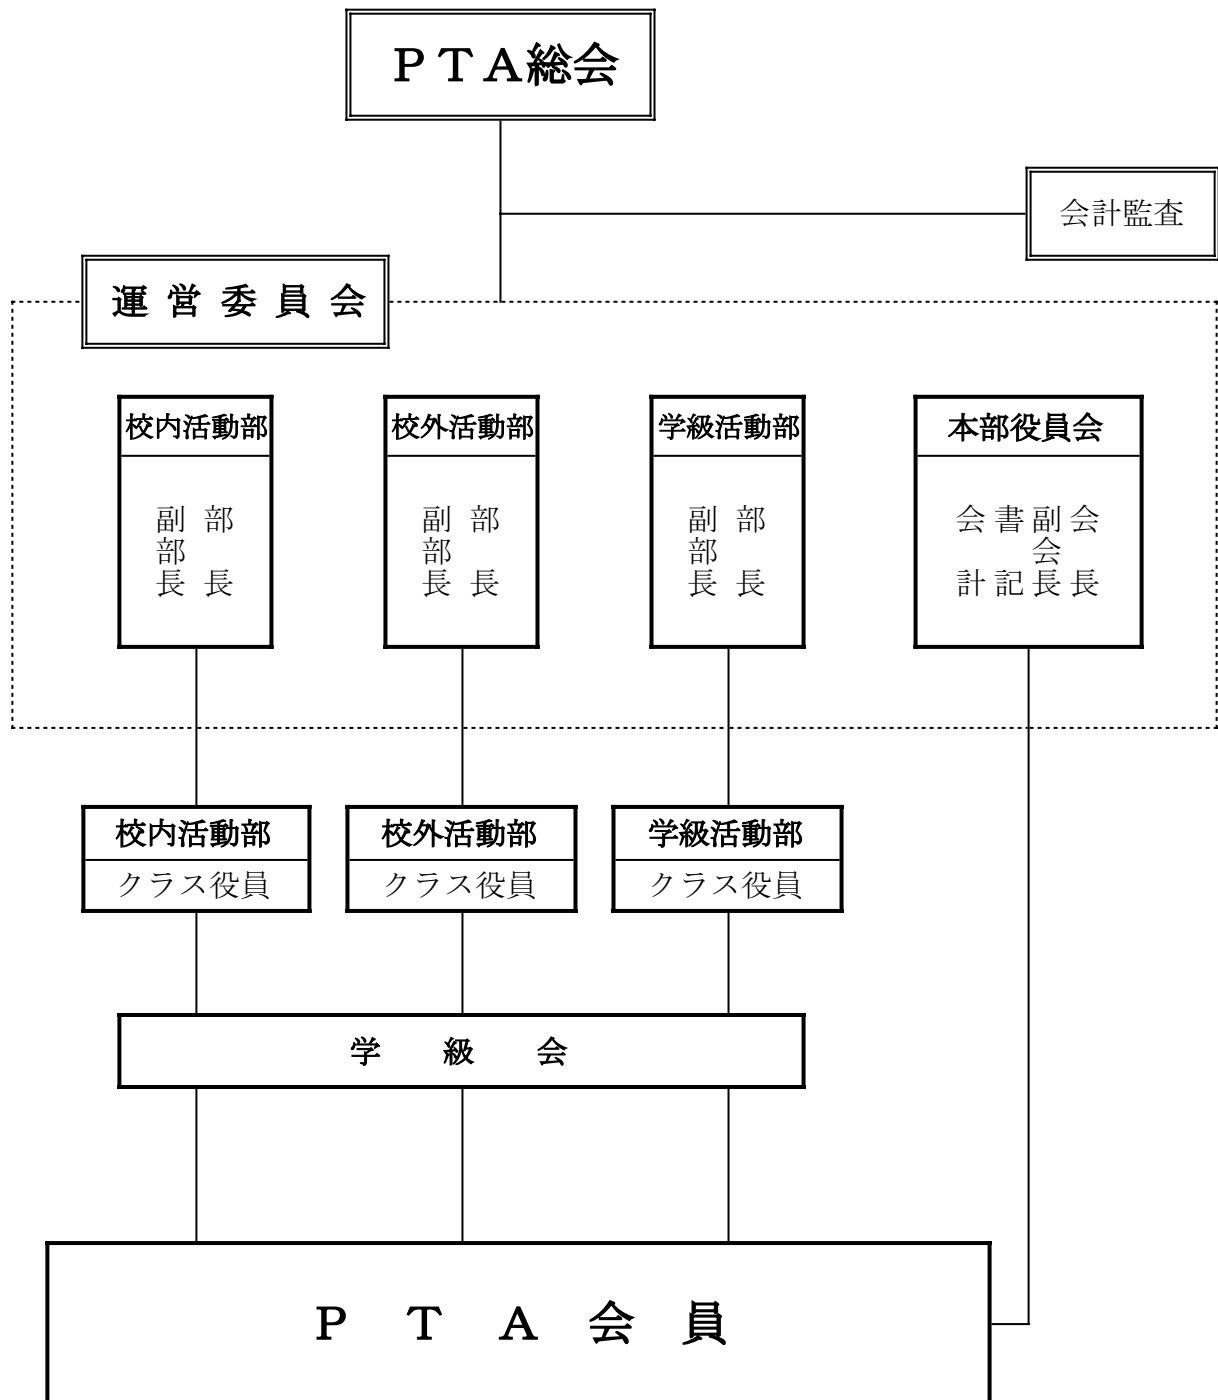 ＰＴＡ総会
会計監査
運営委員会
校内活動部
部長
副部長
校外活動部
部長
副部長
学級活動部
部長
副部長
本部役員会
会長
副会長
書記
会計
校内活動部
クラス役員
校外活動部
クラス役員
学級活動部
クラス役員
学級会
ＰＴＡ会員